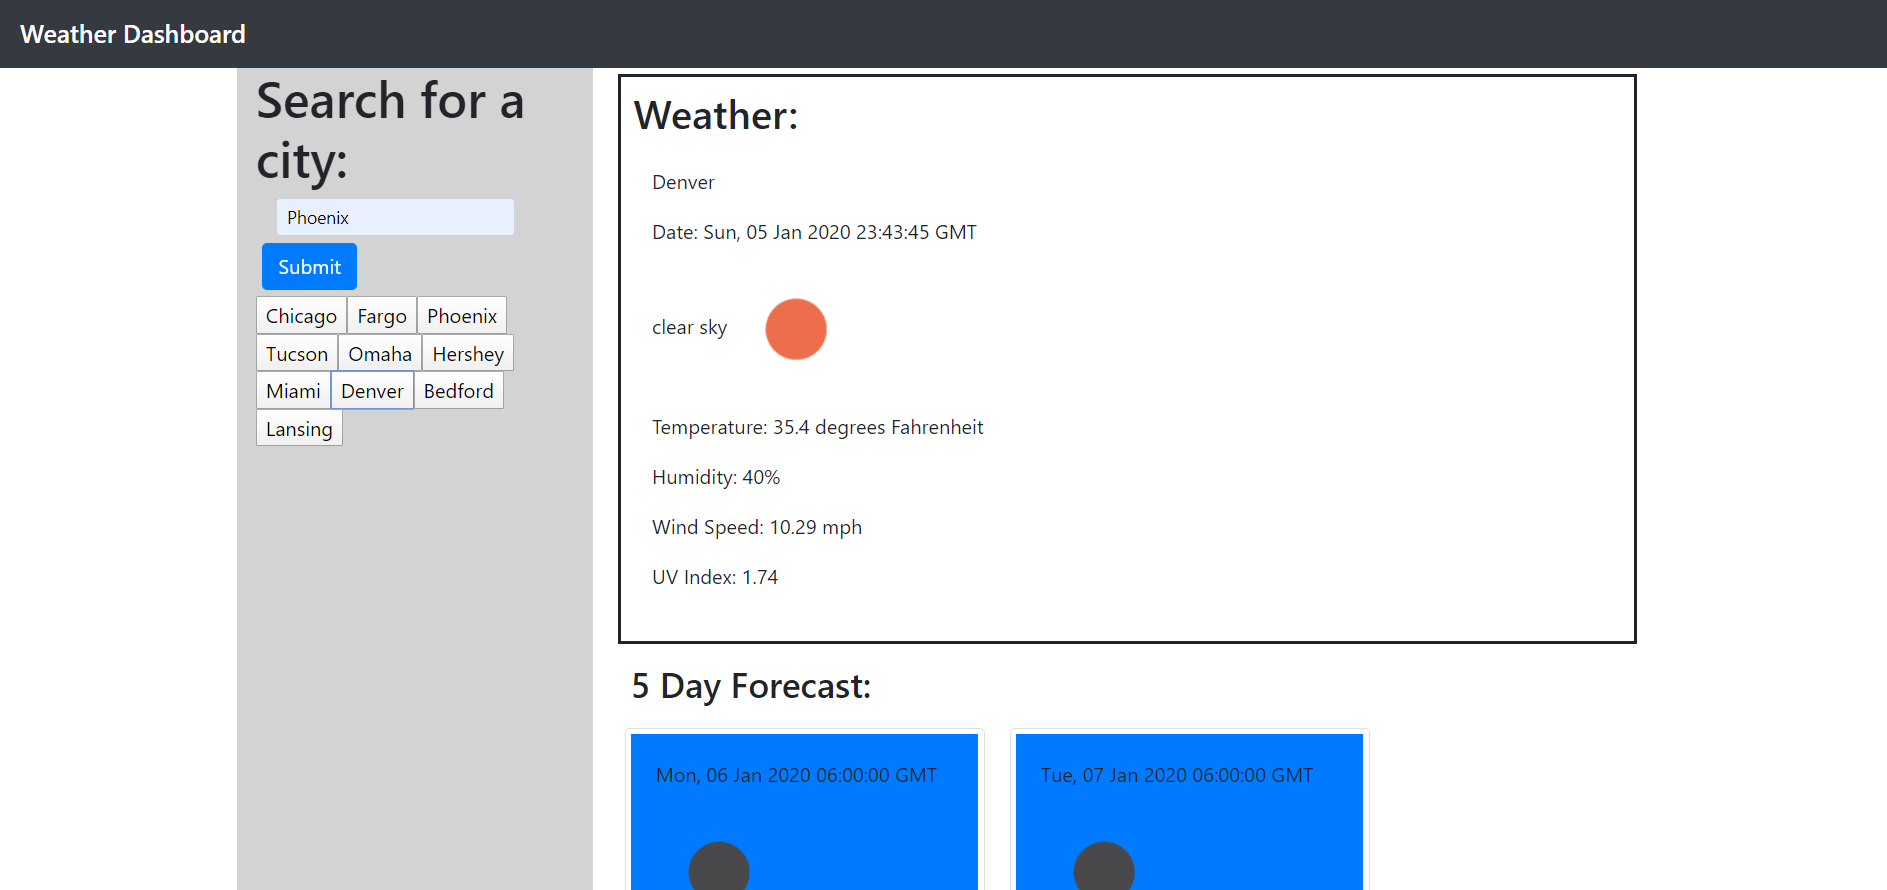 Weather Dashboard
Search for a
city:
Phoenix
Submit
Chicago Fargo Phoenix
Tucson Omaha Hershey
Miami Denver Bedford
Lansing
Weather:
Denver
Date: Sun, 05 Jan 2020 23:43:45 GMT
clear sky
Temperature: 35.4 degrees Fahrenheit
Humidity: 40%
Wind Speed: 10.29 mph
UV Index: 1.74
5 Day Forecast:
Mon, 06 Jan 2020 06:00:00 GMT
Tue, 07 Jan 2020 06:00:00 GMT